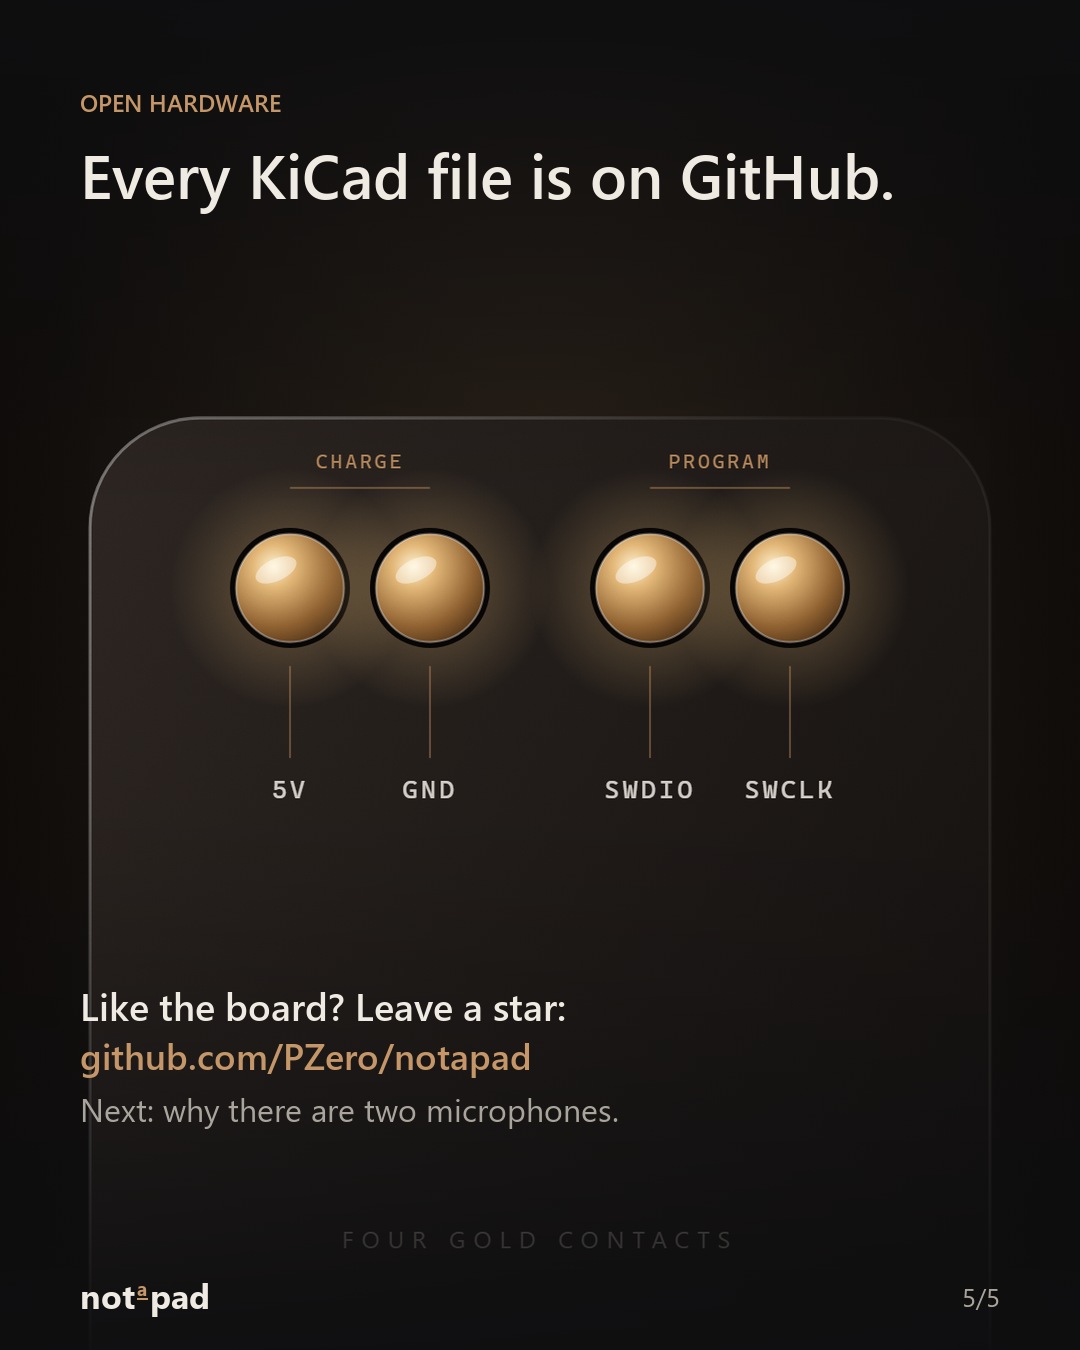 OPEN HARDWARE
Every KiCad file is on GitHub.
CHARGE PROGRAM
5V GND SWDIO SWCLK
Like the board? Leave a star:
github.com/PZero/notapad
Next: why there are two microphones.
FOUR GOLD CONTACTS
notapad 5/5